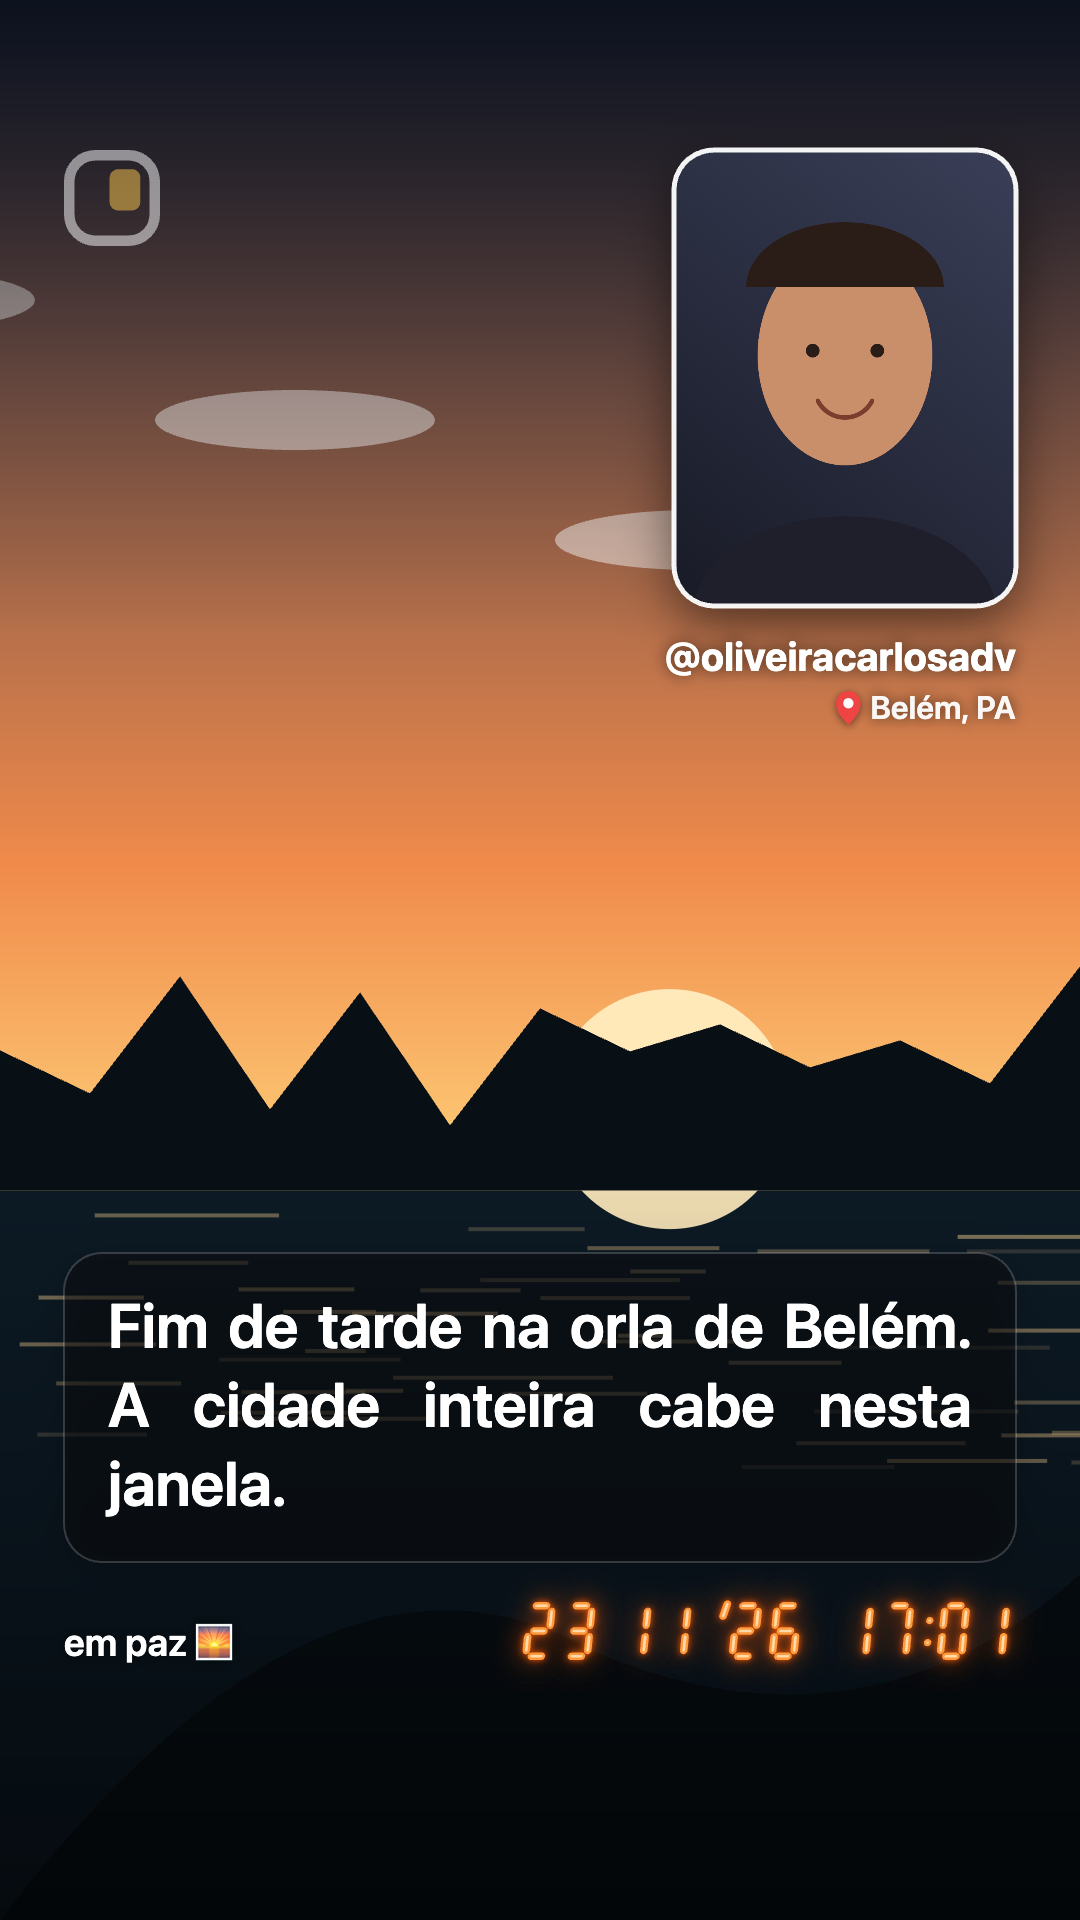 @oliveiracarlosadv
📍 Belém, PA
Fim de tarde na orla de Belém.
A cidade inteira cabe nesta
janela.
em paz 🌅
23 11 '26 17:01